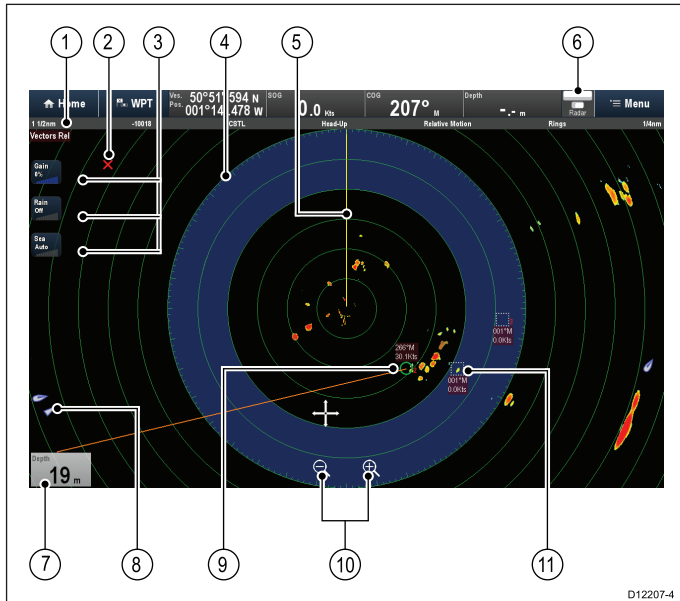 1 2 3 4 5 6
Home
WPT
Ves. Pos. 50°51'.594 N
001°14'.478 W
SOG
0.0 Kts
COG
207° M
Depth
-.- m
Radar
Menu
1 1/2nm -10018 CSTL Head-Up Relative Motion Rings 1/4nm
Vectors Rel
Gain
0%
Rain
Off
Sea
Auto
001°M
0.0Kts
266°M
30.1Kts
001°M
0.0Kts
Depth
19 m
7 8 9 10 11
D12207-4